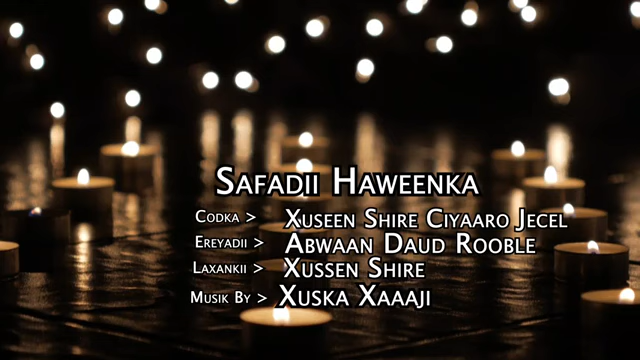 Safadii Haweenka
Codka > Xuseen Shire Ciyaaro Jecel
Ereyadii > Abwaan Daud Rooble
Laxankii > Xussen Shire
Musik By > Xuska Xaaaji